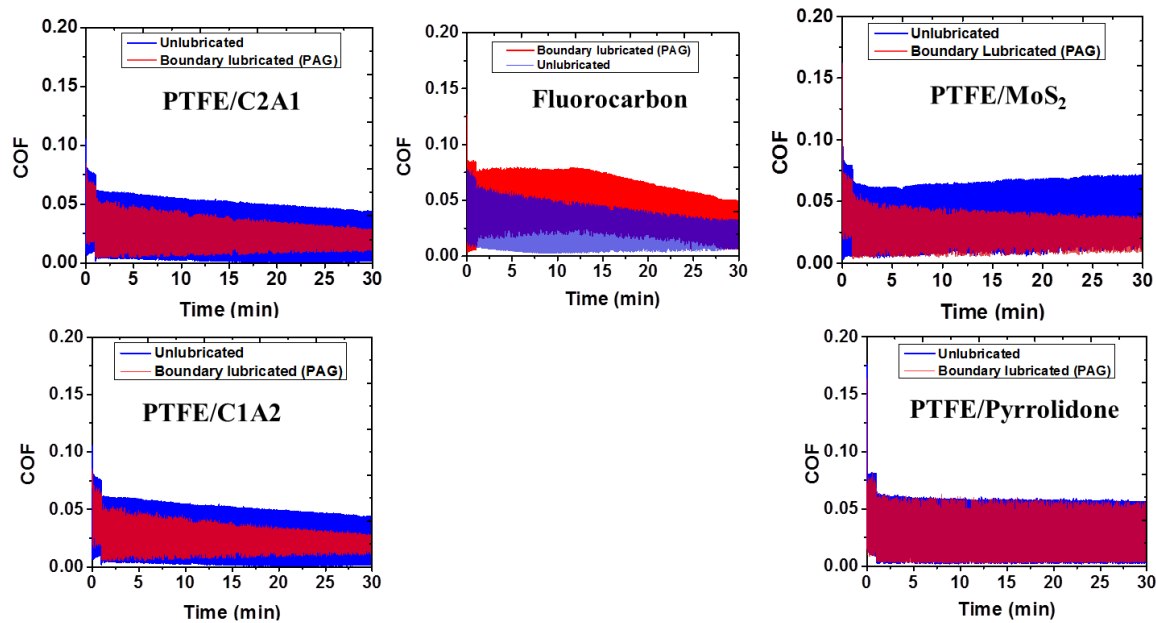 0.20
0.15
0.10
0.05
0.00
COF
Unlubricated
Boundary lubricated (PAG)
PTFE/C2A1
0 5 10 15 20 25 30
Time (min)
0.20
0.15
0.10
0.05
0.00
COF
Boundary lubricated (PAG)
Unlubricated
Fluorocarbon
0 5 10 15 20 25 30
Time (min)
0.20
0.15
0.10
0.05
0.00
COF
Unlubricated
Boundary Lubricated (PAG)
PTFE/MoS₂
0 5 10 15 20 25 30
Time (min)
0.20
0.15
0.10
0.05
0.00
COF
Unlubricated
Boundary lubricated (PAG)
PTFE/C1A2
0 5 10 15 20 25 30
Time (min)
0.20
0.15
0.10
0.05
0.00
COF
Unlubricated
Boundary lubricated (PAG)
PTFE/Pyrrolidone
0 5 10 15 20 25 30
Time (min)